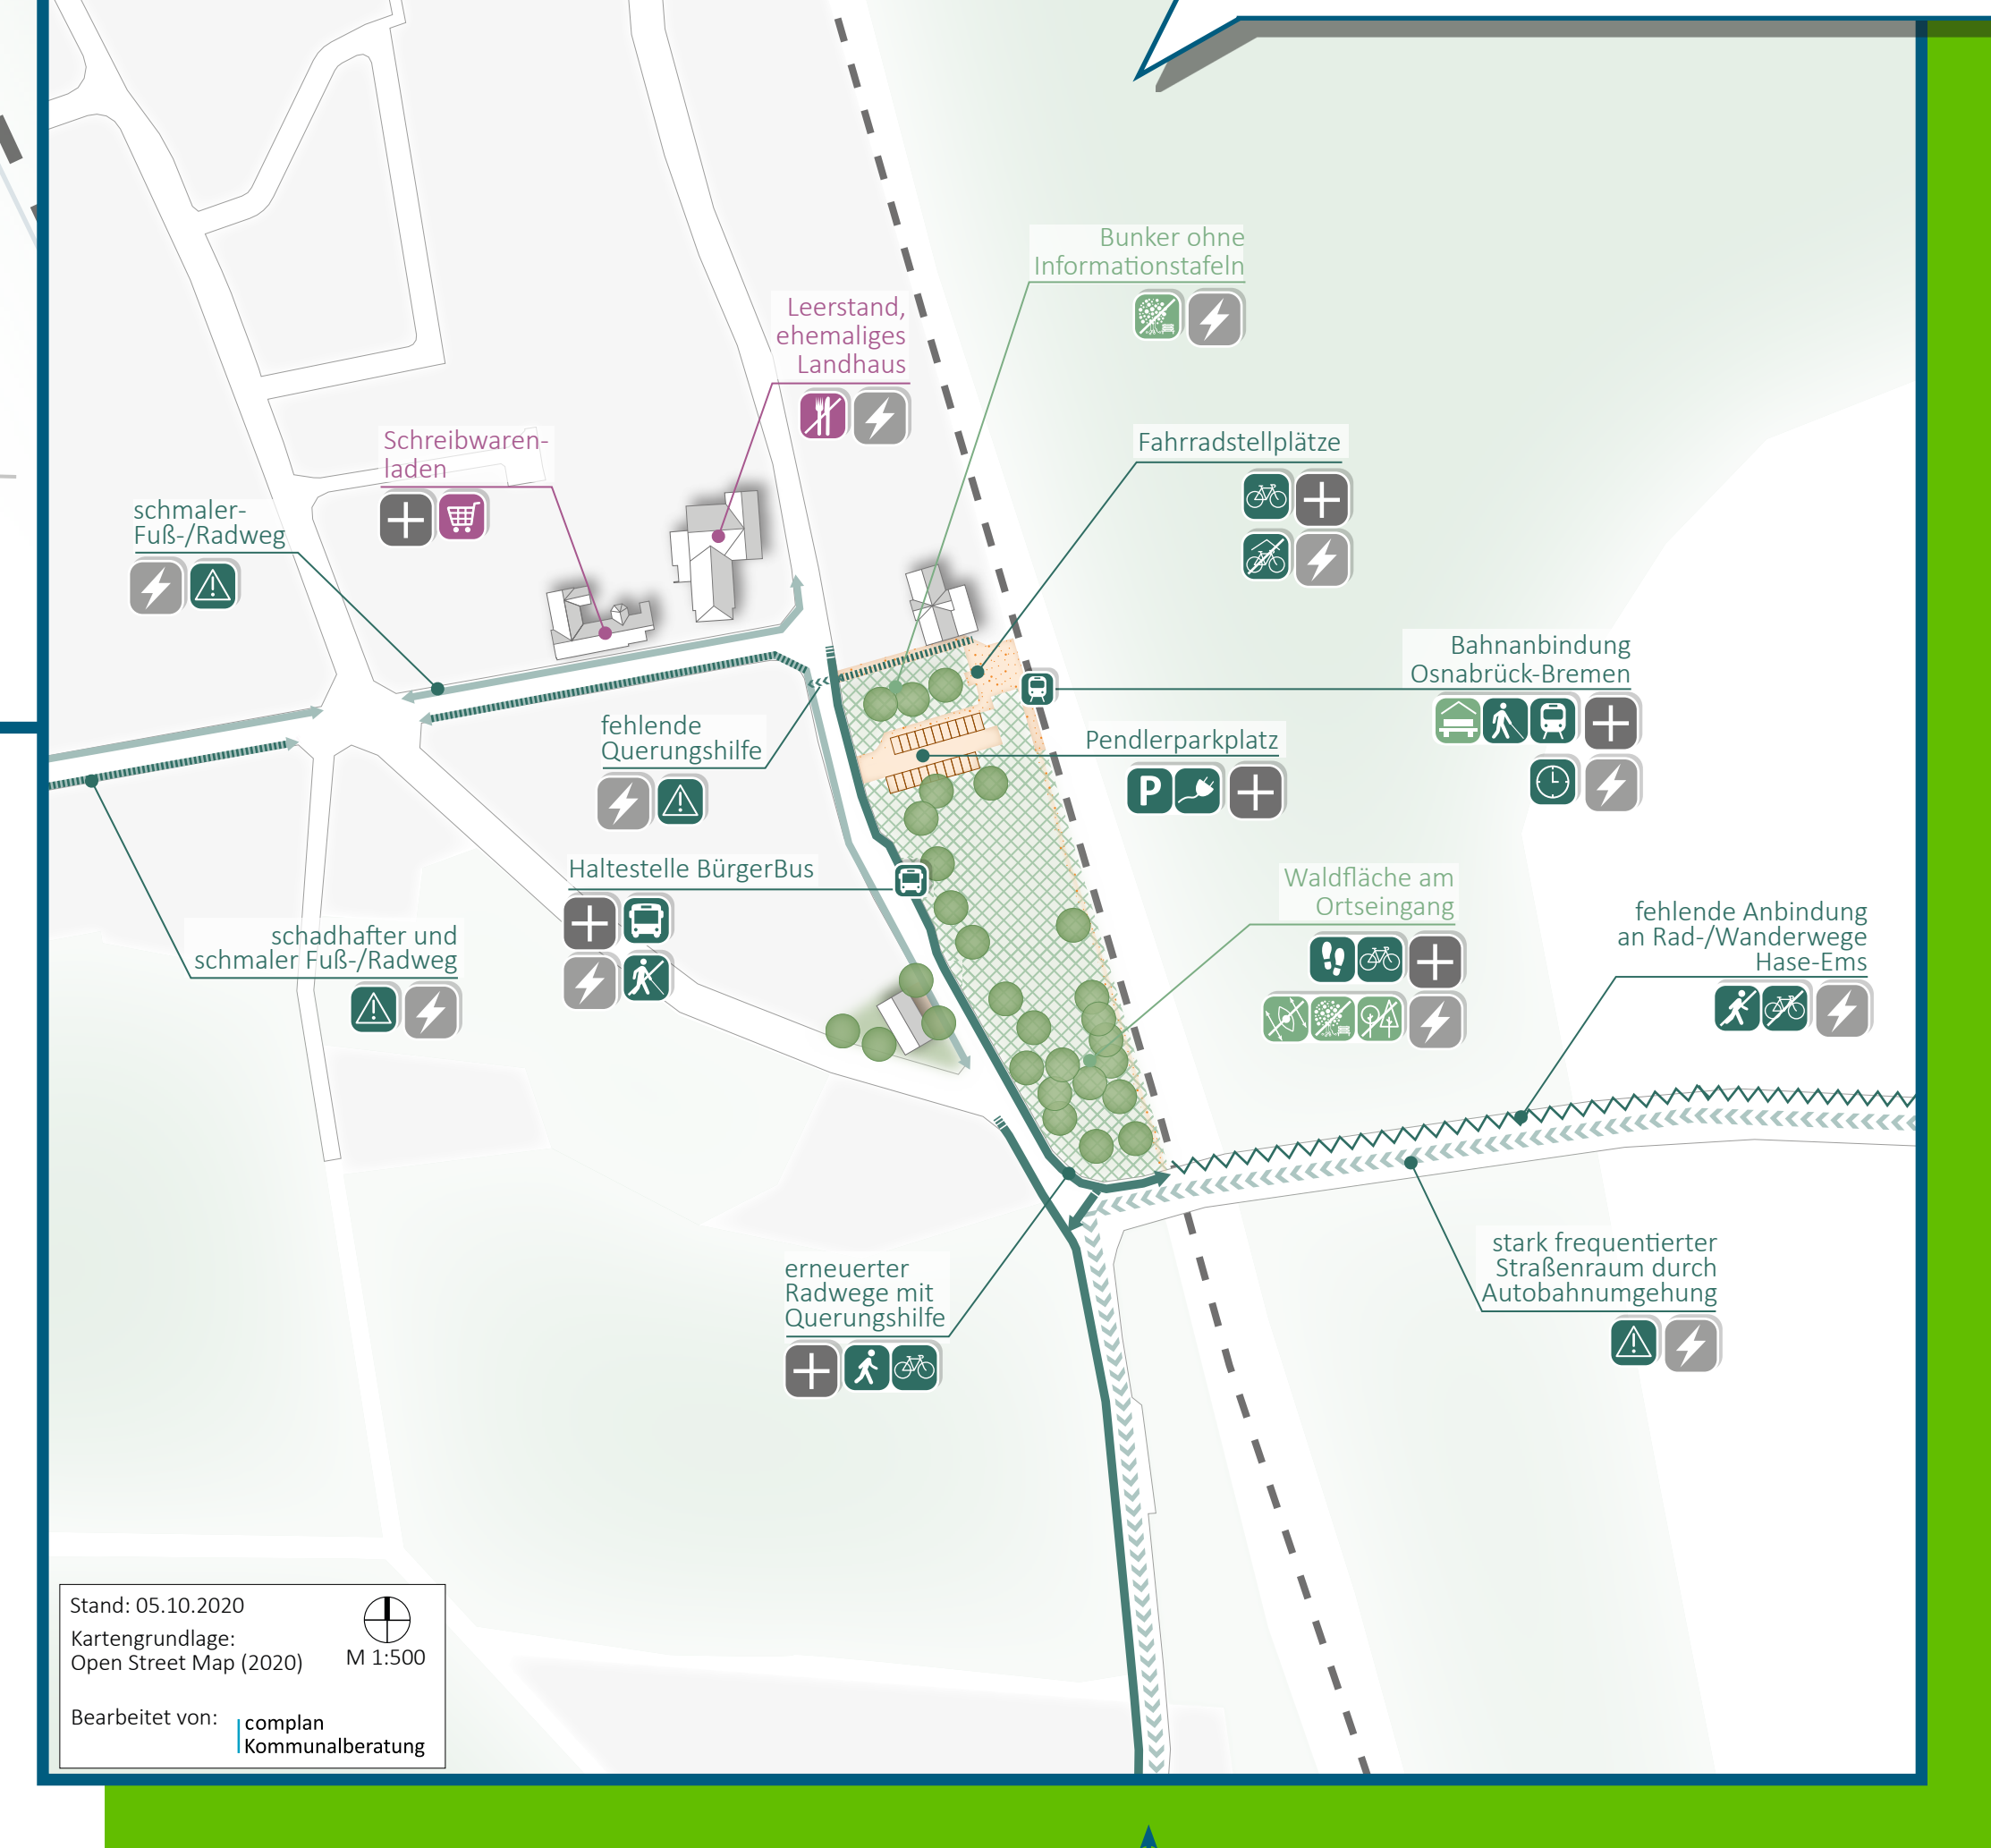 Bunker ohne
Informationstafeln
Leerstand,
ehemaliges
Landhaus
Fahrradstellplätze
Schreibwaren-
laden
schmaler-
Fuß-/Radweg
Bahnanbindung
Osnabrück-Bremen
fehlende
Querungshilfe
Pendlerparkplatz
P
Haltestelle BürgerBus
Waldfläche am
Ortseingang
fehlende Anbindung
an Rad-/Wanderwege
Hase-Ems
schadhafter und
schmaler Fuß-/Radweg
stark frequentierter
Straßenraum durch
Autobahnumgehung
erneuerter
Radwege mit
Querungshilfe
Stand: 05.10.2020
Kartengrundlage:
Open Street Map (2020)
M 1:500
Bearbeitet von:
complan
Kommunalberatung